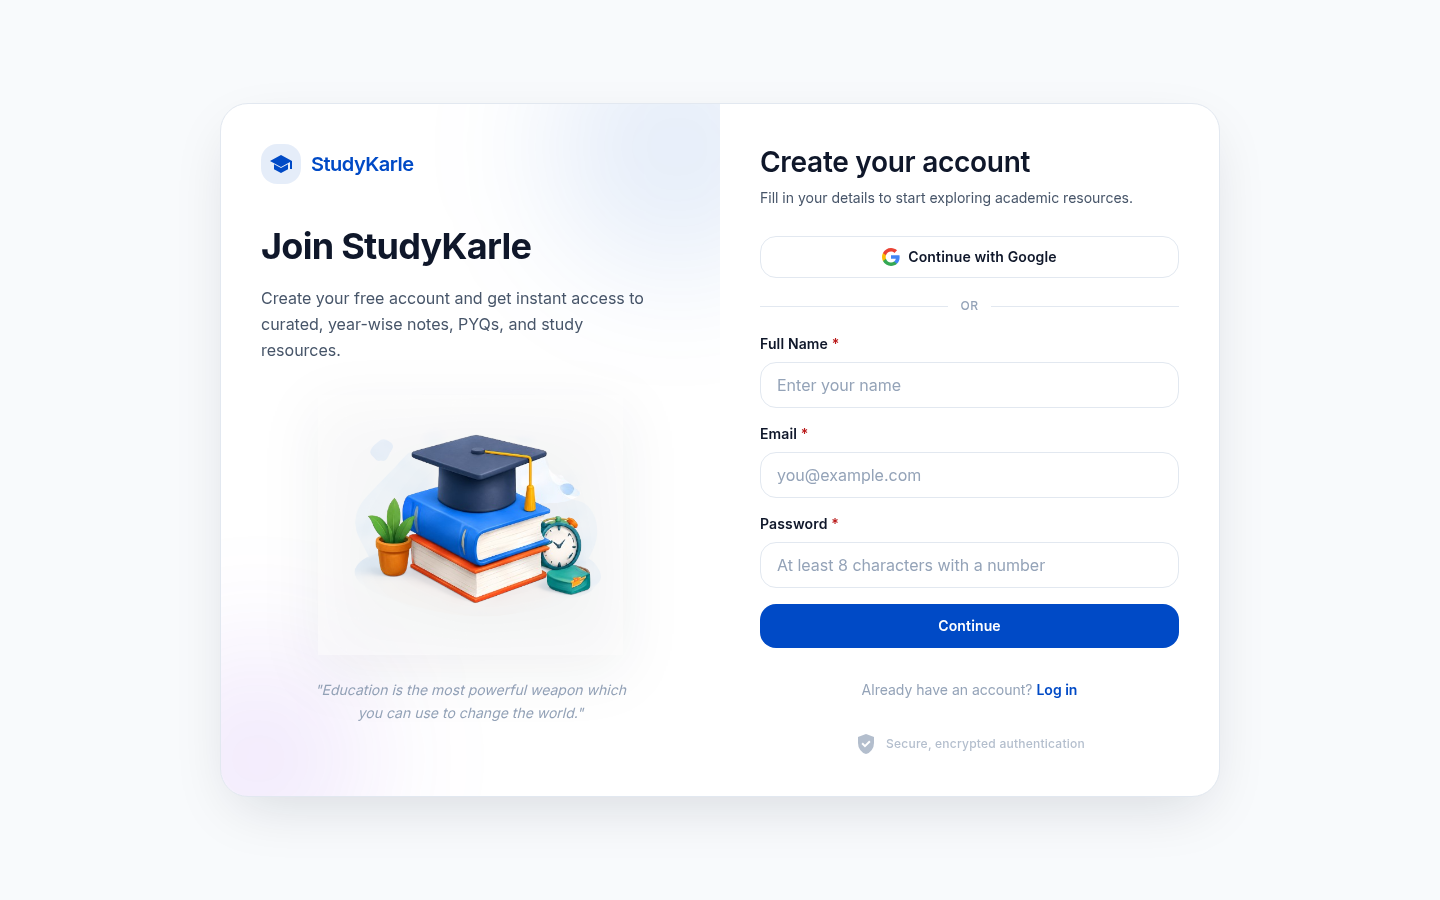 StudyKarle
Join StudyKarle
Create your free account and get instant access to
curated, year-wise notes, PYQs, and study
resources.
"Education is the most powerful weapon which
you can use to change the world."
Create your account
Fill in your details to start exploring academic resources.
Continue with Google
OR
Full Name *
Enter your name
Email *
you@example.com
Password *
At least 8 characters with a number
Continue
Already have an account? Log in
Secure, encrypted authentication